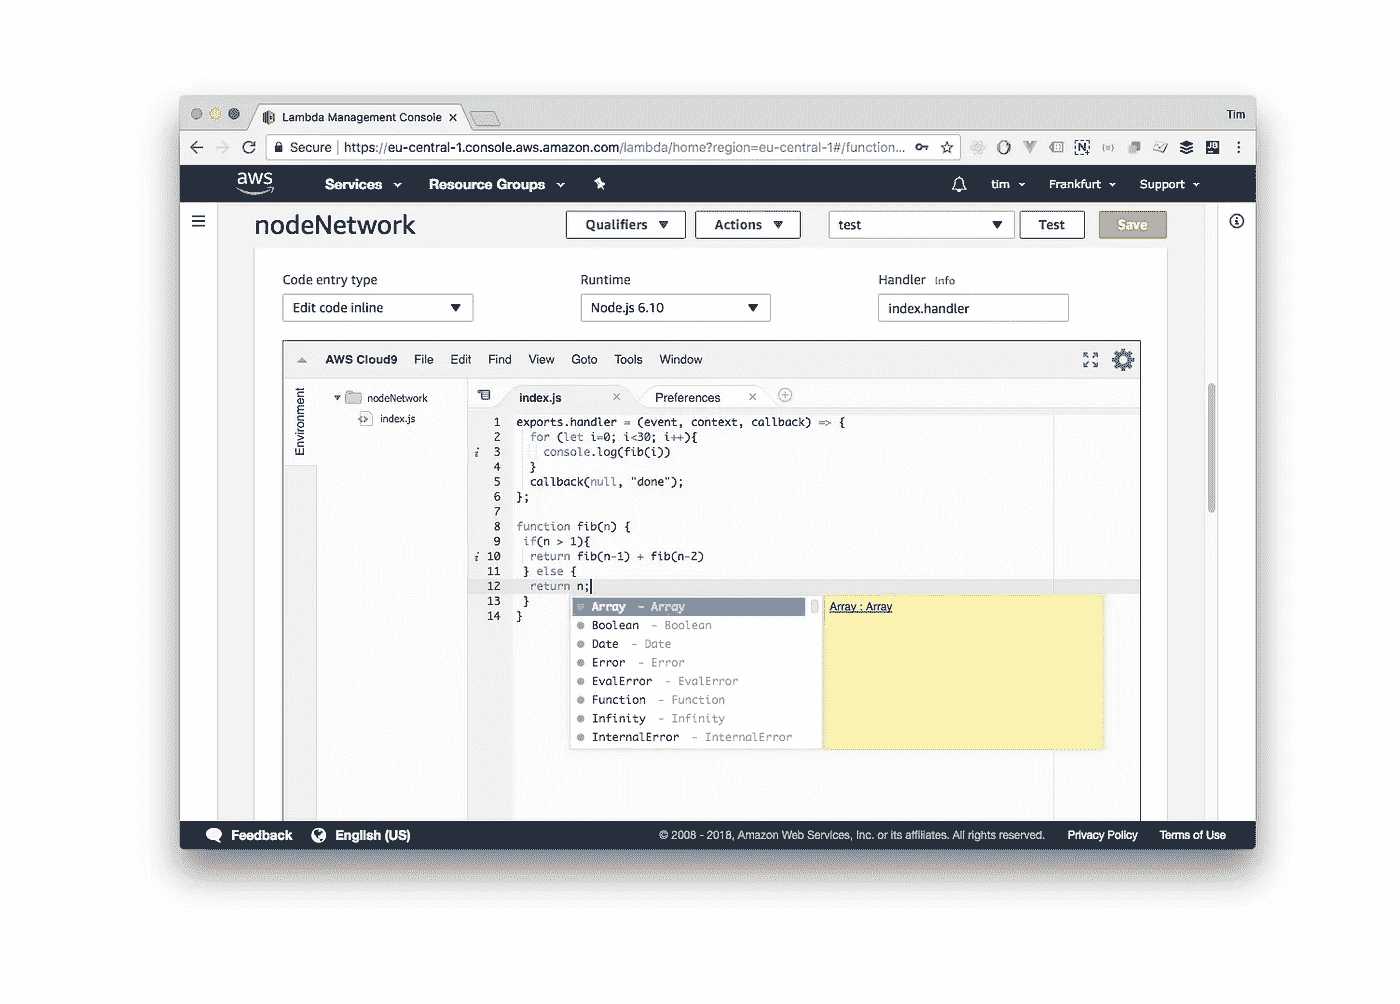 Lambda Management Console
Tim
Secure https://eu-central-1.console.aws.amazon.com/lambda/home?region=eu-central-1#/function...
aws Services Resource Groups tim Frankfurt Support
nodeNetwork Qualifiers Actions test Test Save
Code entry type Runtime Handler Info
Edit code inline Node.js 6.10 index.handler
AWS Cloud9 File Edit Find View Goto Tools Window
Environment
nodeNetwork
index.js
index.js Preferences
1 exports.handler = (event, context, callback) => {
2 for (let i=0; i<30; i++){
i 3 console.log(fib(i))
4 }
5 callback(null, "done");
6 };
7
8 function fib(n) {
9 if(n > 1){
i 10 return fib(n-1) + fib(n-2)
11 } else {
12 return n;
13 }
14 }
Array - Array
Boolean - Boolean
Date - Date
Error - Error
EvalError - EvalError
Function - Function
Infinity - Infinity
InternalError - InternalError
Array : Array
Feedback English (US) © 2008 - 2018, Amazon Web Services, Inc. or its affiliates. All rights reserved. Privacy Policy Terms of Use